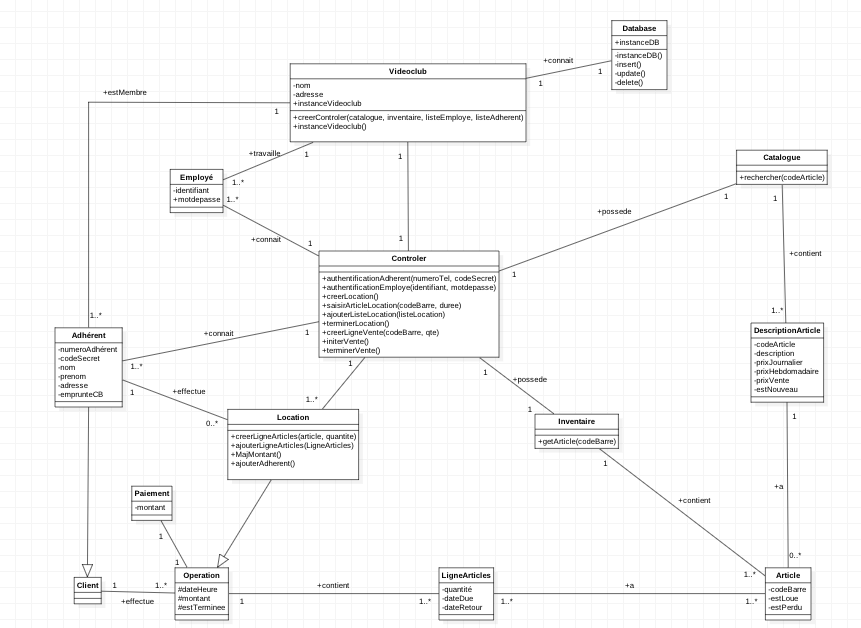 Database
+instanceDB
-instanceDB()
-insert()
-update()
-delete()
+connait
1
1
Videoclub
-nom
-adresse
+instanceVideoclub
+creerControler(catalogue, inventaire, listeEmploye, listeAdherent)
+instanceVideoclub()
+estMembre
1
+travaille
1
1
Catalogue
+rechercher(codeArticle)
Employé
-identifiant
+motdepasse
1..*
1..*
1
1
+possede
+connait
1
1
1
+contient
Controler
+authentificationAdherent(numeroTel, codeSecret)
+authentificationEmploye(identifiant, motdepasse)
+creerLocation()
+saisirArticleLocation(codeBarre, duree)
+ajouterListeLocation(listeLocation)
+terminerLocation()
+creerLigneVente(codeBarre, qte)
+initerVente()
+terminerVente()
1..*
1..*
Adhérent
-numeroAdhérent
-codeSecret
-nom
-prenom
-adresse
-emprunteCB
+connait
1
1..*
DescriptionArticle
-codeArticle
-description
-prixJournalier
-prixHebdomadaire
-prixVente
-estNouveau
1
1
+possede
1
+effectue
1..*
0..*
1
1
Location
+creerLigneArticles(article, quantite)
+ajouterLigneArticles(LigneArticles)
+MajMontant()
+ajouterAdherent()
Inventaire
+getArticle(codeBarre)
1
+a
+contient
Paiement
-montant
1
1
0..*
1..*
Client
1
+effectue
1..*
Operation
#dateHeure
#montant
#estTerminee
1
+contient
1..*
LigneArticles
-quantité
-dateDue
-dateRetour
1..*
+a
1..*
Article
-codeBarre
-estLoue
-estPerdu